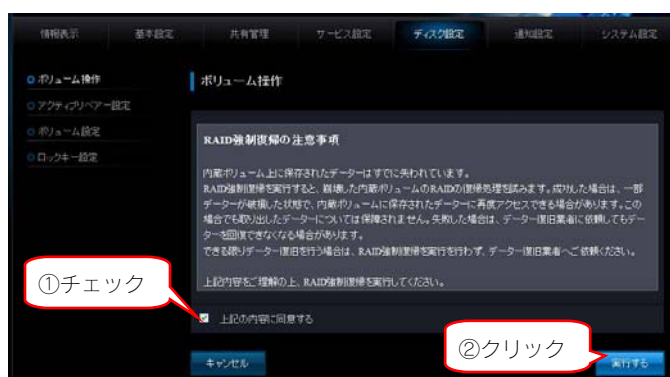 情報表示 基本設定 共有管理 サービス設定 ディスク設定 通知設定 システム設定
ボリューム操作
アクティブリペアー設定
ボリューム設定
ロックキー設定
ボリューム操作
RAID強制復帰の注意事項
内蔵ボリューム上に保存されたデーターはすでに失われています。
RAID強制復帰を実行すると、崩壊した内蔵ボリュームのRAIDの復帰処理を試みます。成功した場合は、一部
データーが破損した状態で、内蔵ボリュームに保存されたデーターに再度アクセスできる場合があります。この
場合でも取り出したデーターについては保障されません。失敗した場合は、データー復旧業者に依頼してもデー
ターを回復できなくなる場合があります。
できる限りデーター復旧を行う場合は、RAID強制復帰を実行を行わず、データー復旧業者へご依頼ください。
上記内容をご理解の上、RAID強制復帰を実行してください。
①チェック
上記の内容に同意する
②クリック
キャンセル
実行する